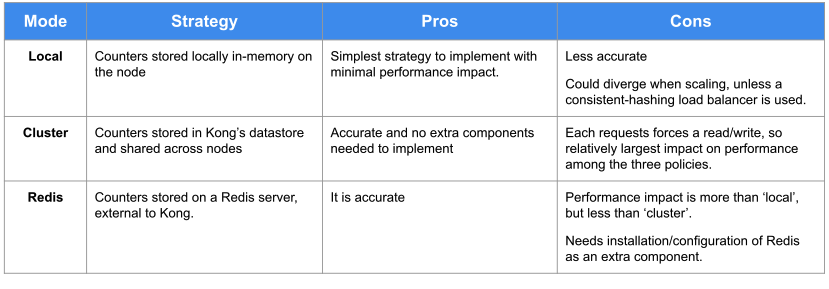 Mode
Strategy
Pros
Cons
Local
Counters stored locally in-memory on
the node
Simplest strategy to implement with
minimal performance impact.
Less accurate
Could diverge when scaling, unless a
consistent-hashing load balancer is used.
Cluster
Counters stored in Kong’s datastore
and shared across nodes
Accurate and no extra components
needed to implement
Each requests forces a read/write, so
relatively largest impact on performance
among the three policies.
Redis
Counters stored on a Redis server,
external to Kong.
It is accurate
Performance impact is more than ‘local’,
but less than ‘cluster’.
Needs installation/configuration of Redis
as an extra component.